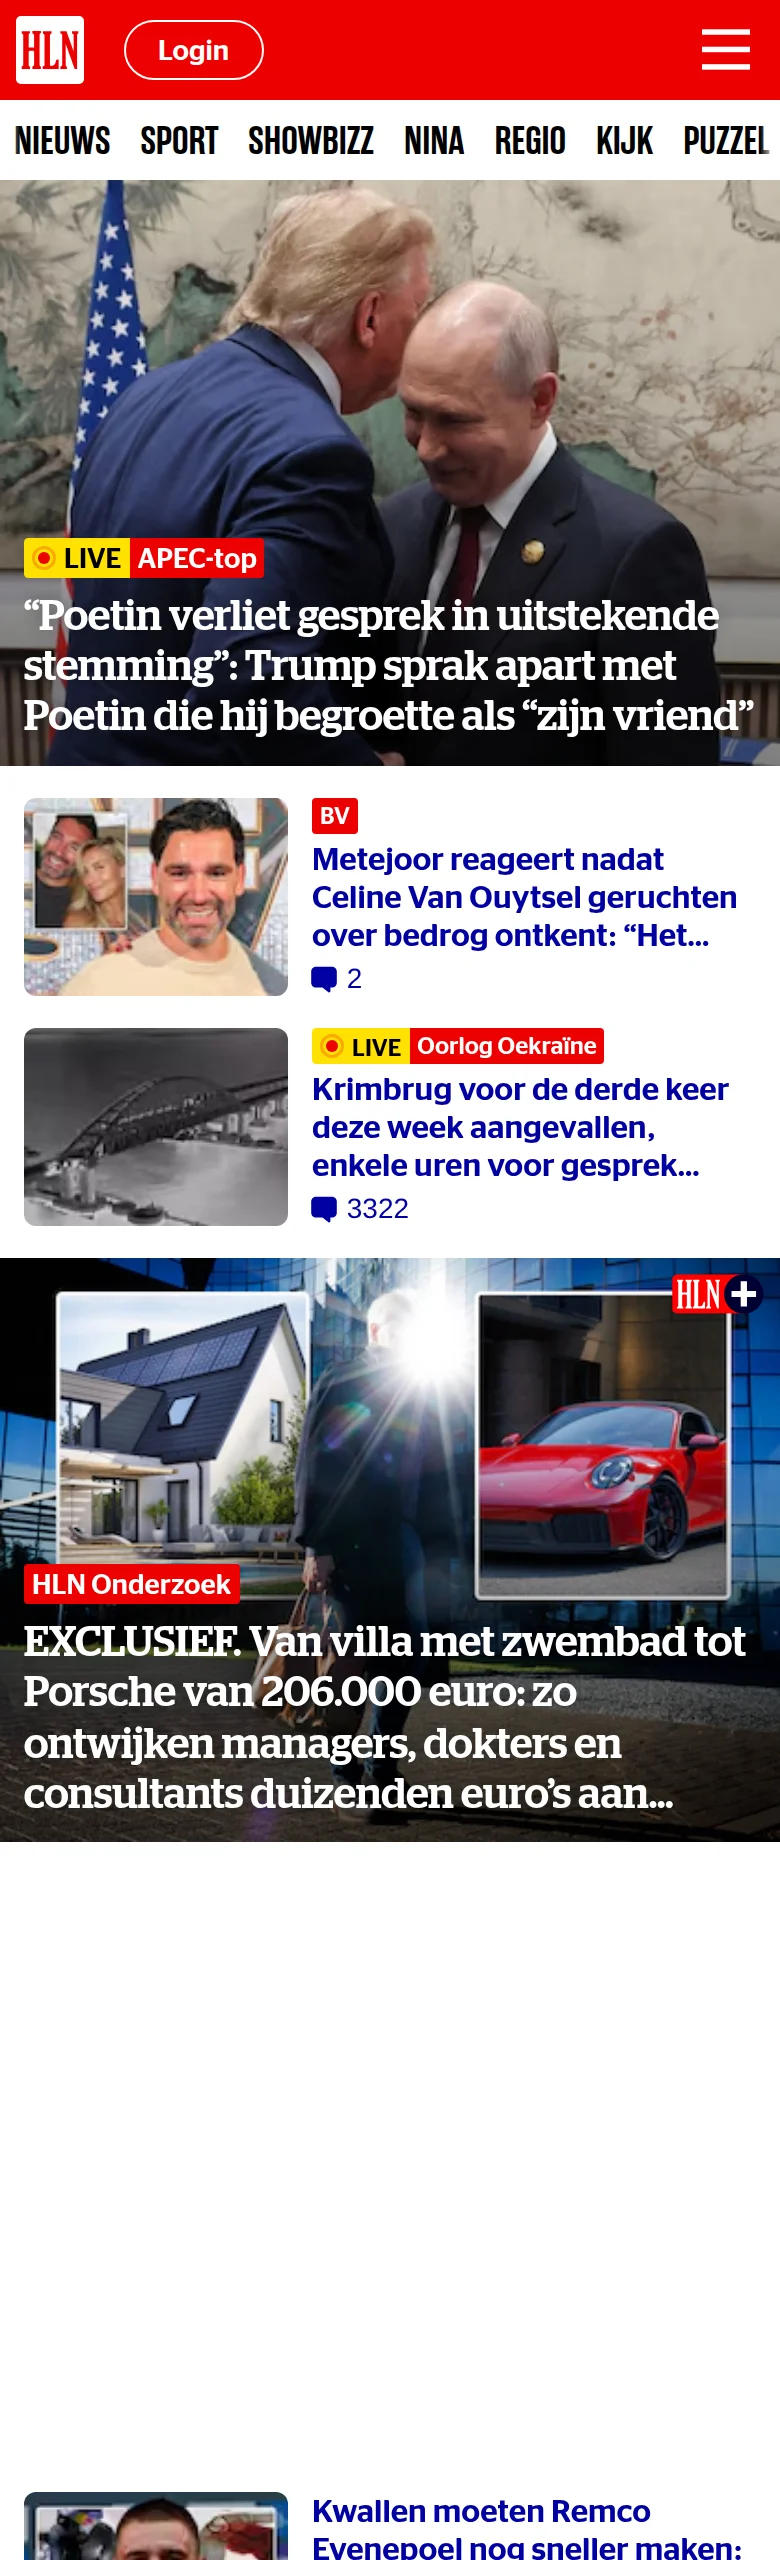 HLN
Login
NIEUWS SPORT SHOWBIZZ NINA REGIO KIJK PUZZEL
LIVE APEC-top
“Poetin verliet gesprek in uitstekende
stemming”: Trump sprak apart met
Poetin die hij begroette als “zijn vriend”
BV
Metejoor reageert nadat
Celine Van Ouytsel geruchten
over bedrog ontkent: “Het...
2
LIVE Oorlog Oekraïne
Krimbrug voor de derde keer
deze week aangevallen,
enkele uren voor gesprek...
3322
HLN+
HLN Onderzoek
EXCLUSIEF. Van villa met zwembad tot
Porsche van 206.000 euro: zo
ontwijken managers, dokters en
consultants duizenden euro’s aan...
Kwallen moeten Remco
Evenepoel nog sneller maken: